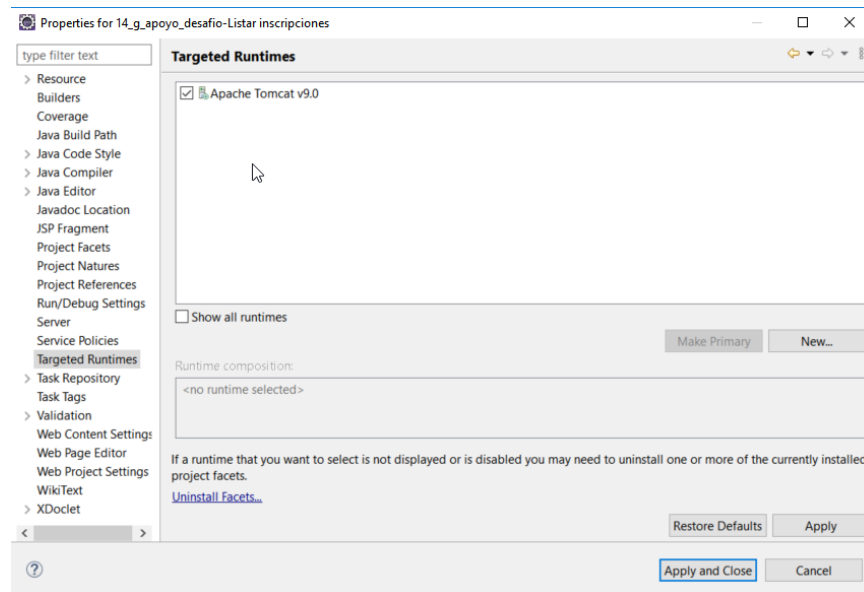 Properties for 14_g_apoyo_desafio-Listar inscripciones
type filter text
Resource
Builders
Coverage
Java Build Path
Java Code Style
Java Compiler
Java Editor
Javadoc Location
JSP Fragment
Project Facets
Project Natures
Project References
Run/Debug Settings
Server
Service Policies
Targeted Runtimes
Task Repository
Task Tags
Validation
Web Content Settings
Web Page Editor
Web Project Settings
WikiText
XDoclet
Targeted Runtimes
Apache Tomcat v9.0
Show all runtimes
Make Primary
New...
Runtime composition:
<no runtime selected>
If a runtime that you want to select is not displayed or is disabled you may need to uninstall one or more of the currently installed
project facets.
Uninstall Facets...
Restore Defaults
Apply
Apply and Close
Cancel